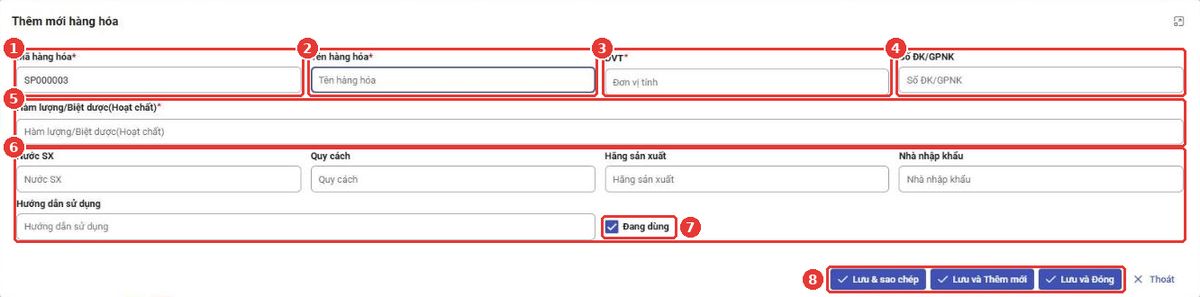 Thêm mới hàng hóa
1 2 3 4
Mã hàng hóa* Tên hàng hóa* ĐVT* Số ĐK/GPNK
SP000003 Tên hàng hóa Đơn vị tính Số ĐK/GPNK
5
Hàm lượng/Biệt dược(Hoạt chất)*
Hàm lượng/Biệt dược(Hoạt chất)
6
Nước SX Quy cách Hãng sản xuất Nhà nhập khẩu
Nước SX Quy cách Hãng sản xuất Nhà nhập khẩu
Hướng dẫn sử dụng
Hướng dẫn sử dụng Đang dùng 7
8 Lưu & sao chép Lưu và Thêm mới Lưu và Đóng Thoát